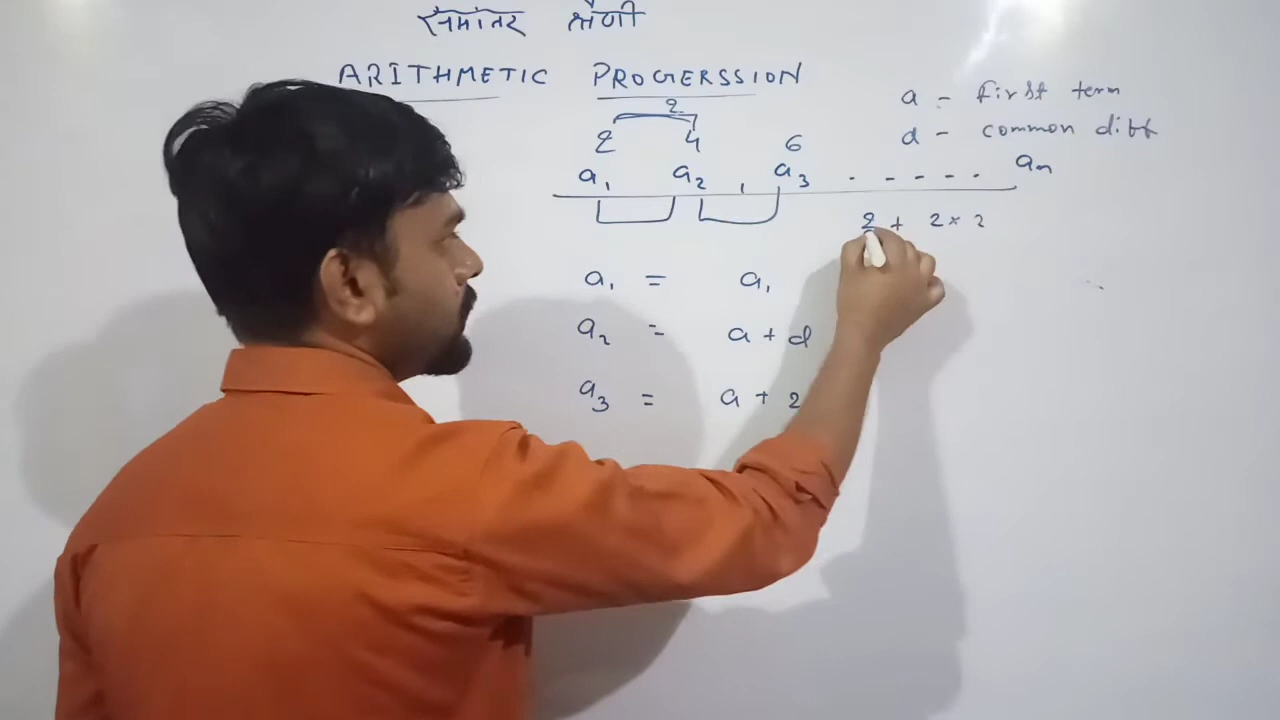 समांतर श्रेणी
ARITHMETIC PROGERSSION
a - first term
2
d - common diff
2 4 6
a₁ a₂ , a₃ . - - - - . aₙ
2 + 2 × 2
a₁ = a₁
a₂ = a + d
a₃ = a + 2